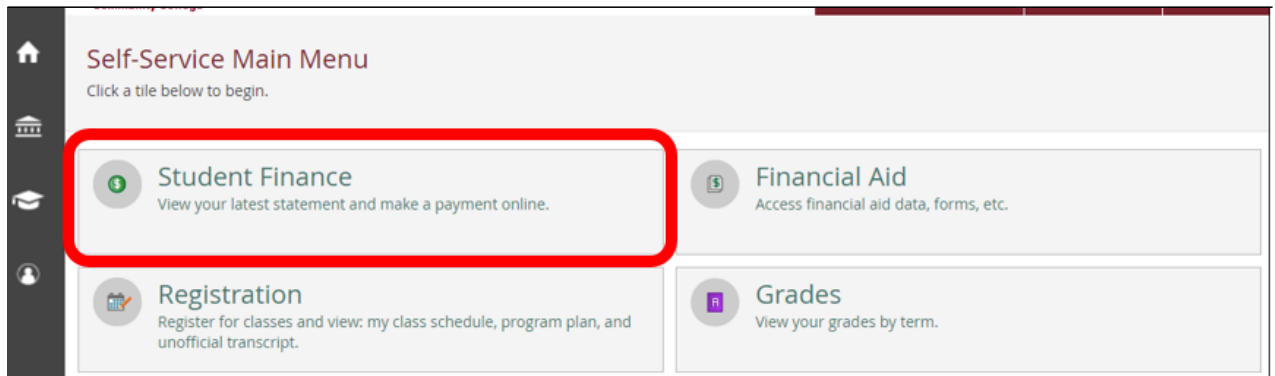 Self-Service Main Menu
Click a tile below to begin.
Student Finance
View your latest statement and make a payment online.
Financial Aid
Access financial aid data, forms, etc.
Registration
Register for classes and view: my class schedule, program plan, and
unofficial transcript.
Grades
View your grades by term.